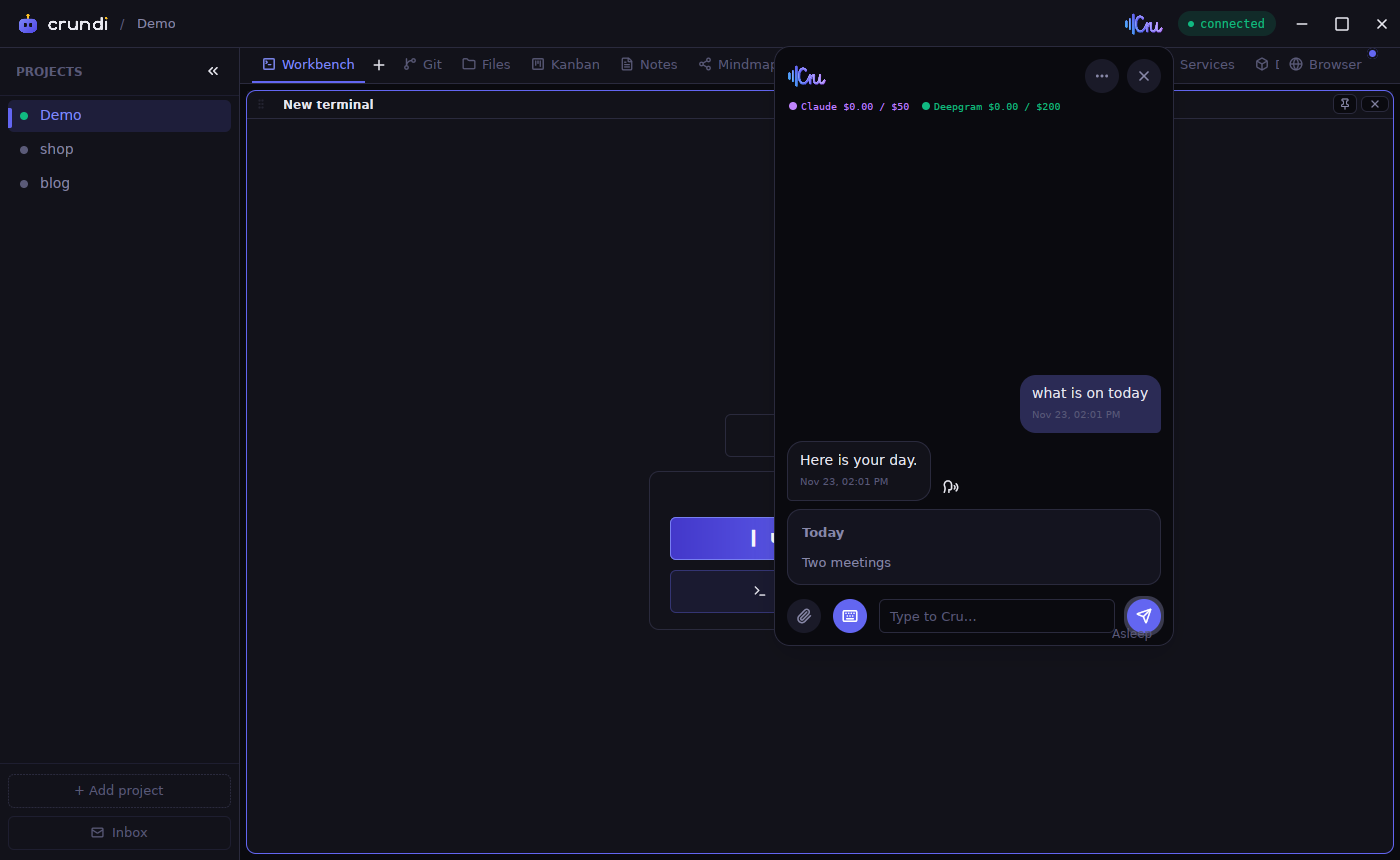 crundi / Demo
Cru
connected
PROJECTS
Demo
shop
blog
+ Add project
Inbox
Workbench
Git
Files
Kanban
Notes
Mindmap
Services
Browser
New terminal
Cru
Claude $0.00 / $50
Deepgram $0.00 / $200
what is on today
Nov 23, 02:01 PM
Here is your day.
Nov 23, 02:01 PM
Today
Two meetings
Type to Cru...
Asleep